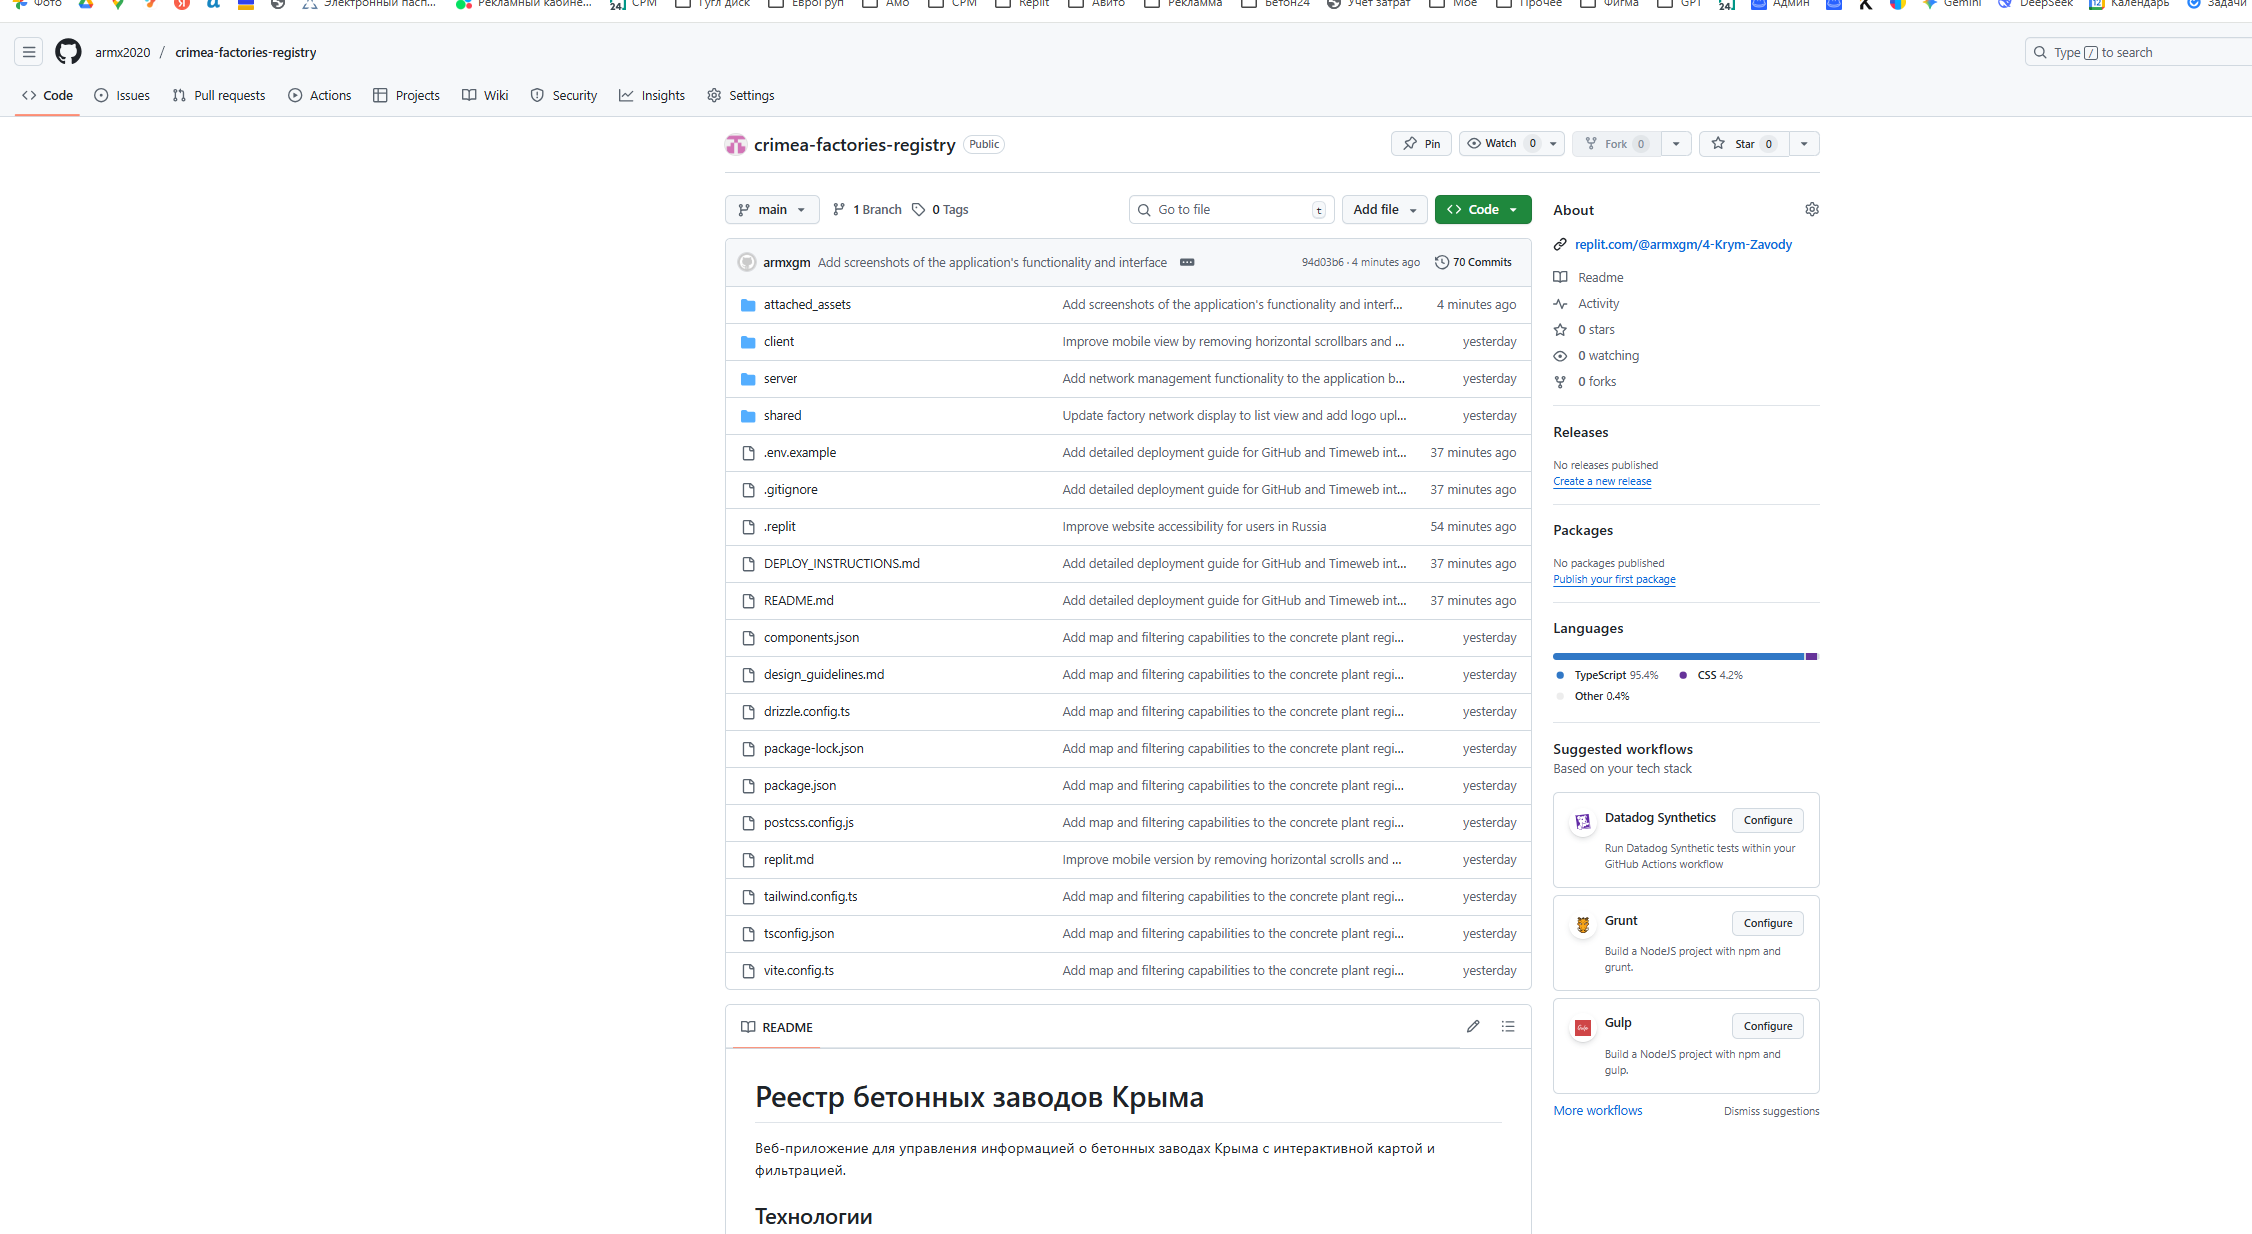 Фото
Электронный пасп...
Рекламный кабине...
СРМ
Гугл диск
ЕвроГруп
Амо
СРМ
Replit
Авито
Рекламма
Бетон24
Учет затрат
Мое
Прочее
Фигма
GPT
Админ
Gemini
DeepSeek
Календарь
Задачи
armx2020 / crimea-factories-registry
Type / to search
Code
Issues
Pull requests
Actions
Projects
Wiki
Security
Insights
Settings
crimea-factories-registry Public
Pin
Watch 0
Fork 0
Star 0
main
1 Branch
0 Tags
Go to file t
Add file
Code
armxgm Add screenshots of the application's functionality and interface
94d03b6 · 4 minutes ago
70 Commits
attached_assets Add screenshots of the application's functionality and interf... 4 minutes ago
client Improve mobile view by removing horizontal scrollbars and ... yesterday
server Add network management functionality to the application b... yesterday
shared Update factory network display to list view and add logo upl... yesterday
.env.example Add detailed deployment guide for GitHub and Timeweb int... 37 minutes ago
.gitignore Add detailed deployment guide for GitHub and Timeweb int... 37 minutes ago
.replit Improve website accessibility for users in Russia 54 minutes ago
DEPLOY_INSTRUCTIONS.md Add detailed deployment guide for GitHub and Timeweb int... 37 minutes ago
README.md Add detailed deployment guide for GitHub and Timeweb int... 37 minutes ago
components.json Add map and filtering capabilities to the concrete plant regi... yesterday
design_guidelines.md Add map and filtering capabilities to the concrete plant regi... yesterday
drizzle.config.ts Add map and filtering capabilities to the concrete plant regi... yesterday
package-lock.json Add map and filtering capabilities to the concrete plant regi... yesterday
package.json Add map and filtering capabilities to the concrete plant regi... yesterday
postcss.config.js Add map and filtering capabilities to the concrete plant regi... yesterday
replit.md Improve mobile version by removing horizontal scrolls and ... yesterday
tailwind.config.ts Add map and filtering capabilities to the concrete plant regi... yesterday
tsconfig.json Add map and filtering capabilities to the concrete plant regi... yesterday
vite.config.ts Add map and filtering capabilities to the concrete plant regi... yesterday
README
Реестр бетонных заводов Крыма
Веб-приложение для управления информацией о бетонных заводах Крыма с интерактивной картой и
фильтрацией.
Технологии
About
replit.com/@armxgm/4-Krym-Zavody
Readme
Activity
0 stars
0 watching
0 forks
Releases
No releases published
Create a new release
Packages
No packages published
Publish your first package
Languages
TypeScript 95.4%
CSS 4.2%
Other 0.4%
Suggested workflows
Based on your tech stack
Datadog Synthetics
Configure
Run Datadog Synthetic tests within your
GitHub Actions workflow
Grunt
Configure
Build a NodeJS project with npm and
grunt.
Gulp
Configure
Build a NodeJS project with npm and
gulp.
More workflows
Dismiss suggestions